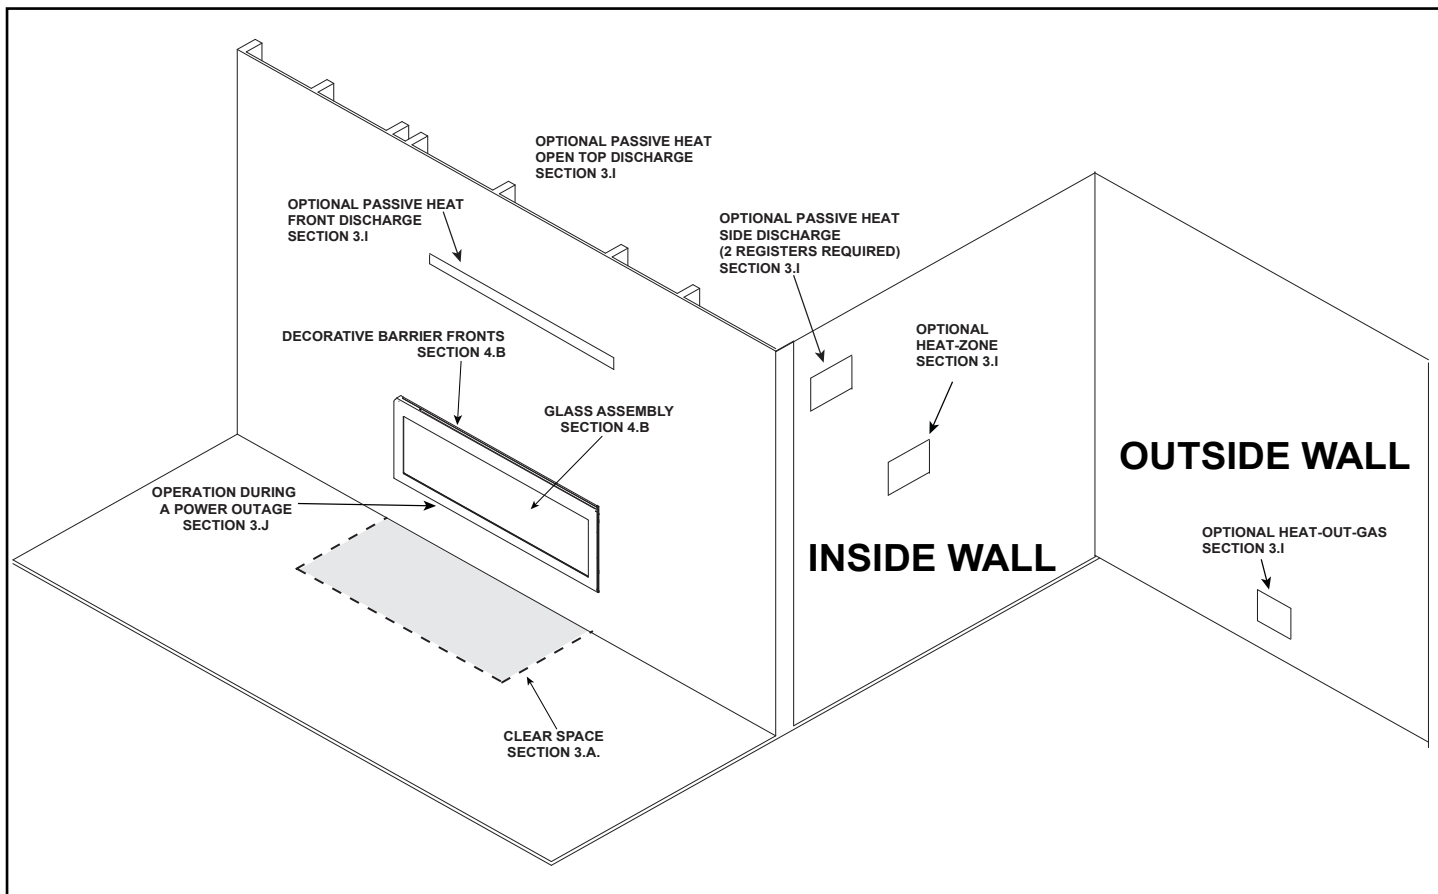 OPTIONAL PASSIVE HEAT
OPEN TOP DISCHARGE
SECTION 3.I
OPTIONAL PASSIVE HEAT
FRONT DISCHARGE
SECTION 3.I
OPTIONAL PASSIVE HEAT
SIDE DISCHARGE
(2 REGISTERS REQUIRED)
SECTION 3.I
DECORATIVE BARRIER FRONTS
SECTION 4.B
OPTIONAL
HEAT-ZONE
SECTION 3.I
GLASS ASSEMBLY
SECTION 4.B
OUTSIDE WALL
OPERATION DURING
A POWER OUTAGE
SECTION 3.J
INSIDE WALL
OPTIONAL HEAT-OUT-GAS
SECTION 3.I
CLEAR SPACE
SECTION 3.A.